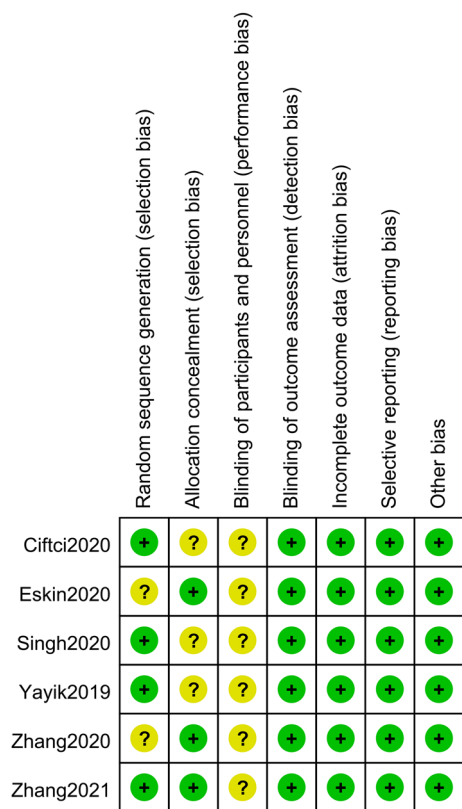 Random sequence generation (selection bias)
Allocation concealment (selection bias)
Blinding of participants and personnel (performance bias)
Blinding of outcome assessment (detection bias)
Incomplete outcome data (attrition bias)
Selective reporting (reporting bias)
Other bias
Ciftci2020 + ? ? + + + +
Eskin2020 ? + ? + + + +
Singh2020 + ? ? + + + +
Yayik2019 + ? ? + + + +
Zhang2020 ? + ? + + + +
Zhang2021 + + ? + + + +